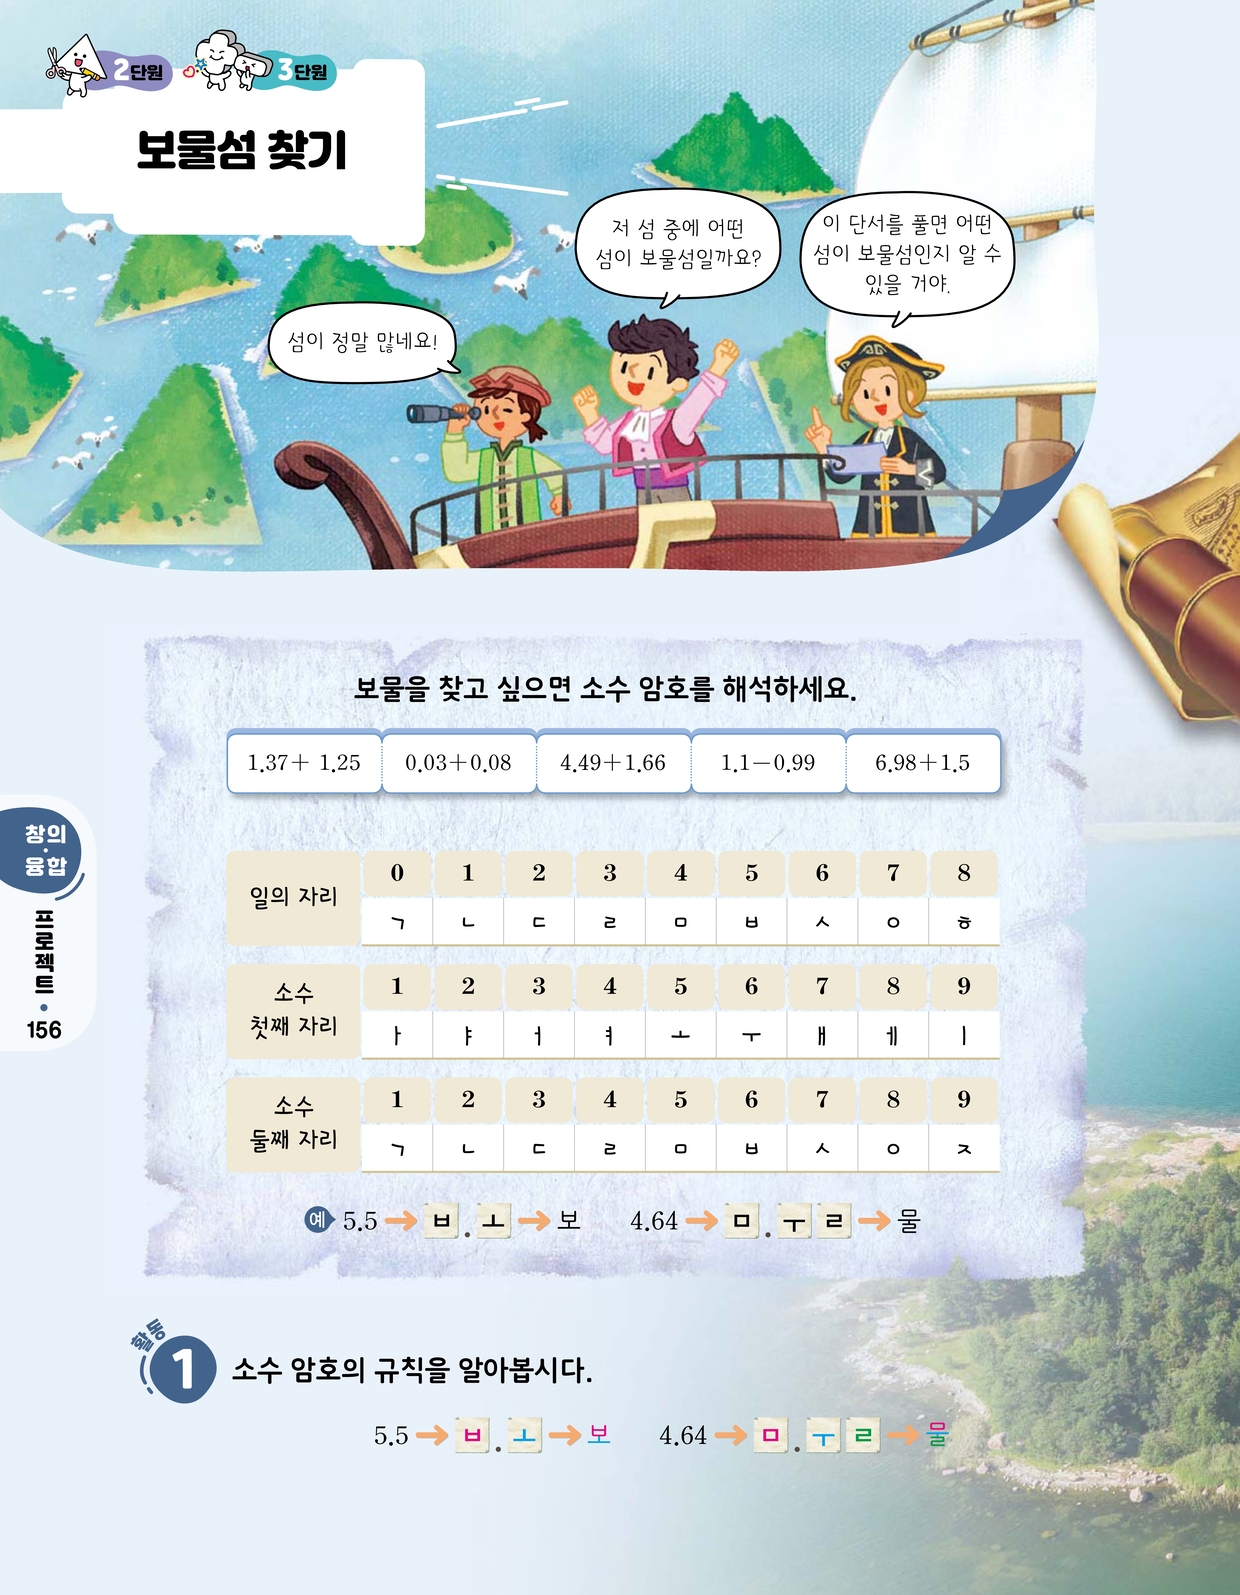 2단원
3단원
보물섬 찾기
저 섬 중에 어떤
섬이 보물섬일까요?
이 단서를 풀면 어떤
섬이 보물섬인지 알 수
있을 거야.
섬이 정말 많네요!
보물을 찾고 싶으면 소수 암호를 해석하세요.
1.37+ 1.25 0.03+0.08 4.49+1.66 1.1−0.99 6.98+1.5
일의 자리
0 1 2 3 4 5 6 7 8
ㄱ ㄴ ㄷ ㄹ ㅁ ㅂ ㅅ ㅇ ㅎ
소수
첫째 자리
1 2 3 4 5 6 7 8 9
ㅏ ㅑ ㅓ ㅕ ㅗ ㅜ ㅐ ㅔ ㅣ
소수
둘째 자리
1 2 3 4 5 6 7 8 9
ㄱ ㄴ ㄷ ㄹ ㅁ ㅂ ㅅ ㅇ ㅈ
예 5.5 → ㅂ . ㅗ → 보 4.64 → ㅁ . ㅜ ㄹ → 물
창의
·
융합
프로젝트
•
156
활동
1 소수 암호의 규칙을 알아봅시다.
5.5 → ㅂ . ㅗ → 보 4.64 → ㅁ . ㅜ ㄹ → 물